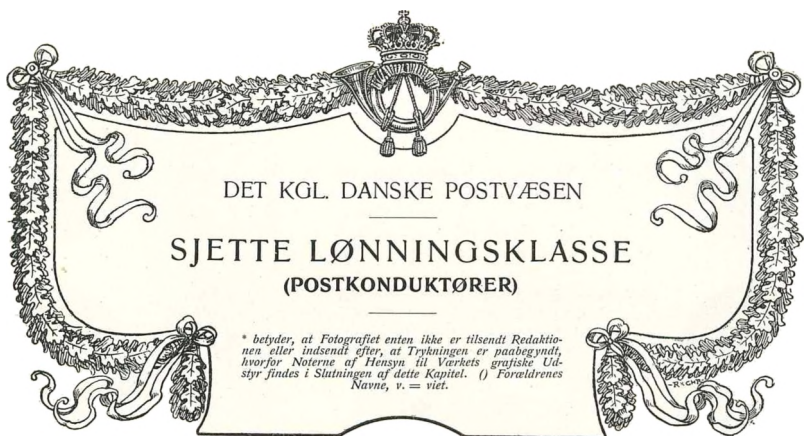 DET KGL. DANSKE POSTVÆSEN
SJETTE LØNNINGSKLASSE
(POSTKONDUKTØRER)
* betyder, at Fotografiet enten ikke er tilsendt Redaktio-
nen eller indsendt efter, at Trykningen er paabegyndt,
hvorfor Noterne af Hensyn til Værkets grafiske Ud-
styr findes i Slutningen af dette Kapitel. () Forældrenes
Navne, v. = viet.